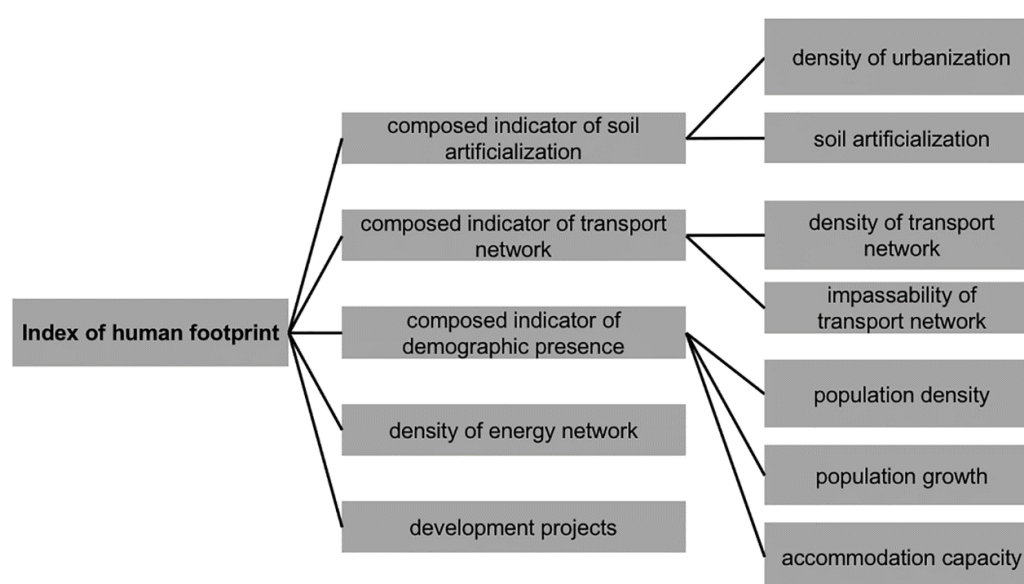 Index of human footprint
composed indicator of soil
artificialization
composed indicator of transport
network
composed indicator of
demographic presence
density of energy network
development projects
density of urbanization
soil artificialization
density of transport
network
impassability of
transport network
population density
population growth
accommodation capacity